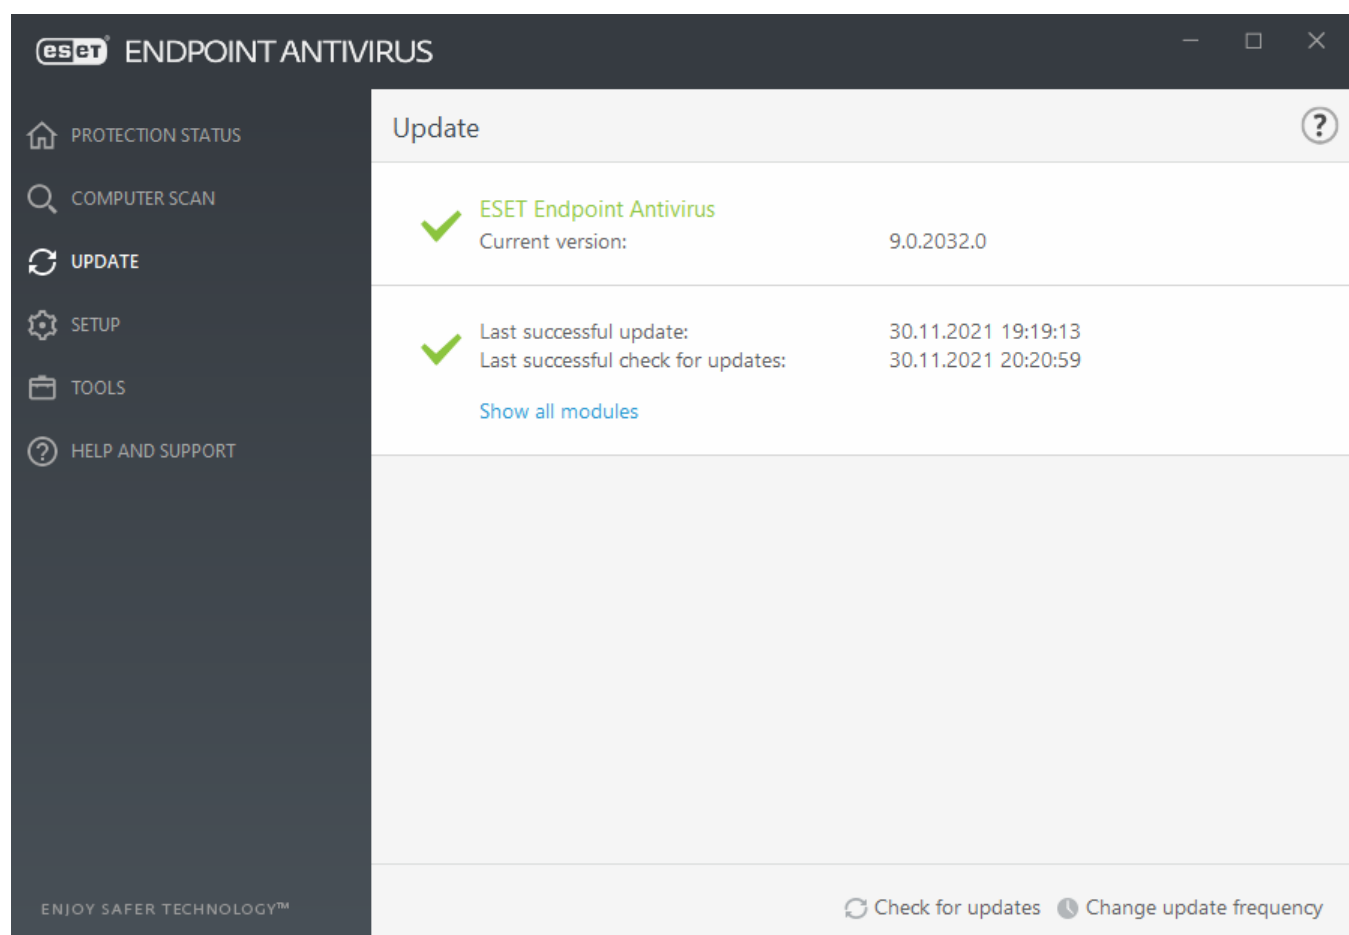 eset ENDPOINT ANTIVIRUS
PROTECTION STATUS
COMPUTER SCAN
UPDATE
SETUP
TOOLS
HELP AND SUPPORT
ENJOY SAFER TECHNOLOGY™
Update ?
ESET Endpoint Antivirus
Current version: 9.0.2032.0
Last successful update: 30.11.2021 19:19:13
Last successful check for updates: 30.11.2021 20:20:59
Show all modules
Check for updates Change update frequency